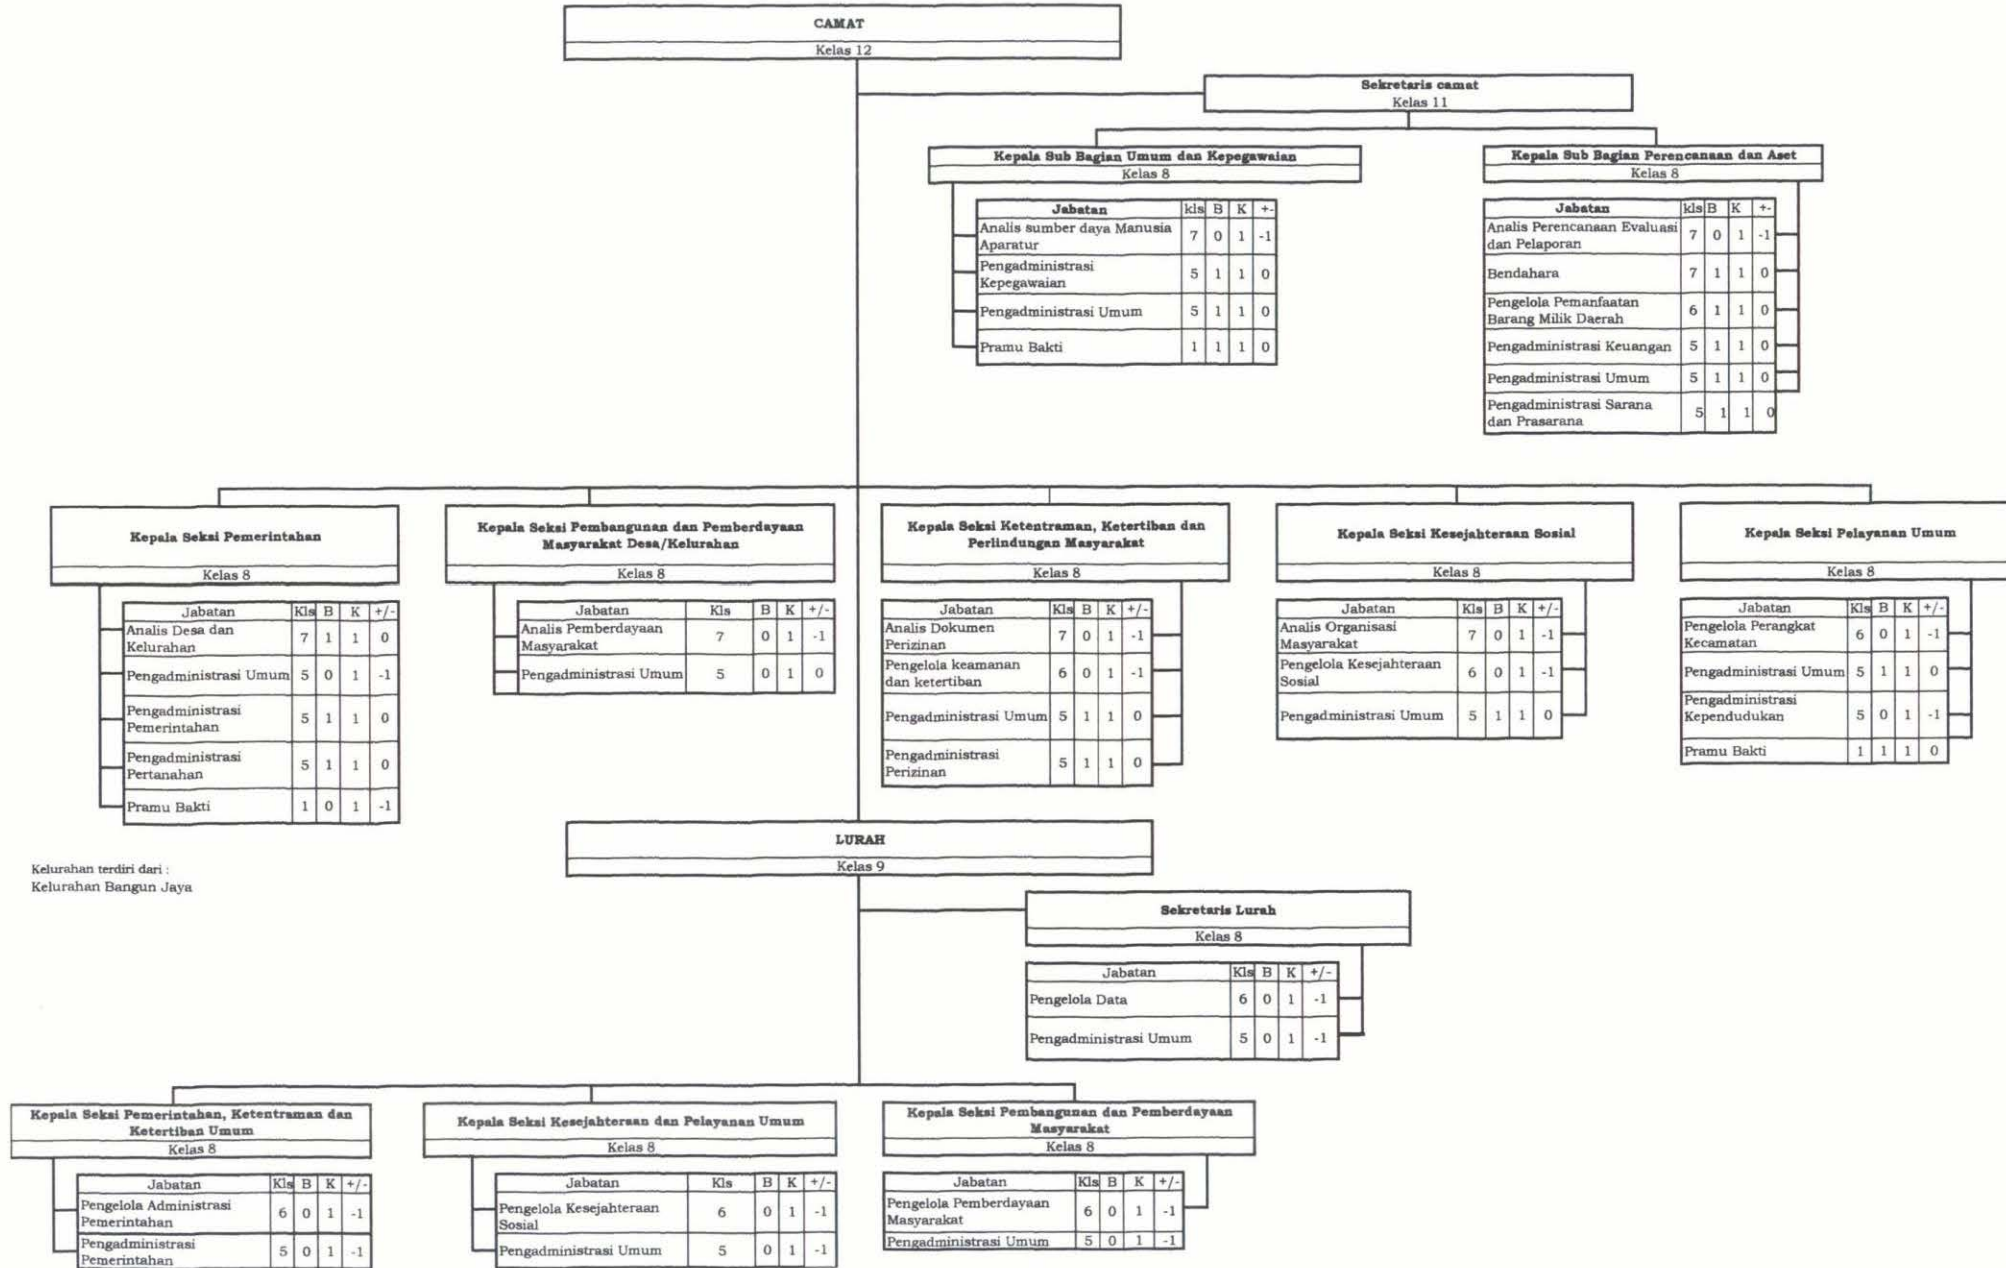 CAMAT
Kelas 12
Sekretaris camat
Kelas 11
Kepala Sub Bagian Umum dan Kepegawaian
Kelas 8
Jabatan kls B K +-
Analis sumber daya Manusia
Aparatur 7 0 1 -1
Pengadministrasi
Kepegawaian 5 1 1 0
Pengadministrasi Umum 5 1 1 0
Pramu Bakti 1 1 1 0
Kepala Sub Bagian Perencanaan dan Aset
Kelas 8
Jabatan kls B K +-
Analis Perencanaan Evaluasi
dan Pelaporan 7 0 1 -1
Bendahara 7 1 1 0
Pengelola Pemanfaatan
Barang Milik Daerah 6 1 1 0
Pengadministrasi Keuangan 5 1 1 0
Pengadministrasi Umum 5 1 1 0
Pengadministrasi Sarana
dan Prasarana 5 1 1 0
Kepala Seksi Pemerintahan
Kelas 8
Jabatan Kls B K +/-
Analis Desa dan
Kelurahan 7 1 1 0
Pengadministrasi Umum 5 0 1 -1
Pengadministrasi
Pemerintahan 5 1 1 0
Pengadministrasi
Pertanahan 5 1 1 0
Pramu Bakti 1 0 1 -1
Kepala Seksi Pembangunan dan Pemberdayaan
Masyarakat Desa/Kelurahan
Kelas 8
Jabatan Kls B K +/-
Analis Pemberdayaan
Masyarakat 7 0 1 -1
Pengadministrasi Umum 5 0 1 0
Kepala Seksi Ketentraman, Ketertiban dan
Perlindungan Masyarakat
Kelas 8
Jabatan Kls B K +/-
Analis Dokumen
Perizinan 7 0 1 -1
Pengelola keamanan
dan ketertiban 6 0 1 -1
Pengadministrasi Umum 5 1 1 0
Pengadministrasi
Perizinan 5 1 1 0
Kepala Seksi Kesejahteraan Sosial
Kelas 8
Jabatan Kls B K +/-
Analis Organisasi
Masyarakat 7 0 1 -1
Pengelola Kesejahteraan
Sosial 6 0 1 -1
Pengadministrasi Umum 5 1 1 0
Kepala Seksi Pelayanan Umum
Kelas 8
Jabatan Kls B K +/-
Pengelola Perangkat
Kecamatan 6 0 1 -1
Pengadministrasi Umum 5 1 1 0
Pengadministrasi
Kependudukan 5 0 1 -1
Pramu Bakti 1 1 1 0
LURAH
Kelas 9
Kelurahan terdiri dari :
Kelurahan Bangun Jaya
Sekretaris Lurah
Kelas 8
Jabatan Kls B K +/-
Pengelola Data 6 0 1 -1
Pengadministrasi Umum 5 0 1 -1
Kepala Seksi Pemerintahan, Ketentraman dan
Ketertiban Umum
Kelas 8
Jabatan Kls B K +/-
Pengelola Administrasi
Pemerintahan 6 0 1 -1
Pengadministrasi
Pemerintahan 5 0 1 -1
Kepala Seksi Kesejahteraan dan Pelayanan Umum
Kelas 8
Jabatan Kls B K +/-
Pengelola Kesejahteraan
Sosial 6 0 1 -1
Pengadministrasi Umum 5 0 1 -1
Kepala Seksi Pembangunan dan Pemberdayaan
Masyarakat
Kelas 8
Jabatan Kls B K +/-
Pengelola Pemberdayaan
Masyarakat 6 0 1 -1
Pengadministrasi Umum 5 0 1 -1